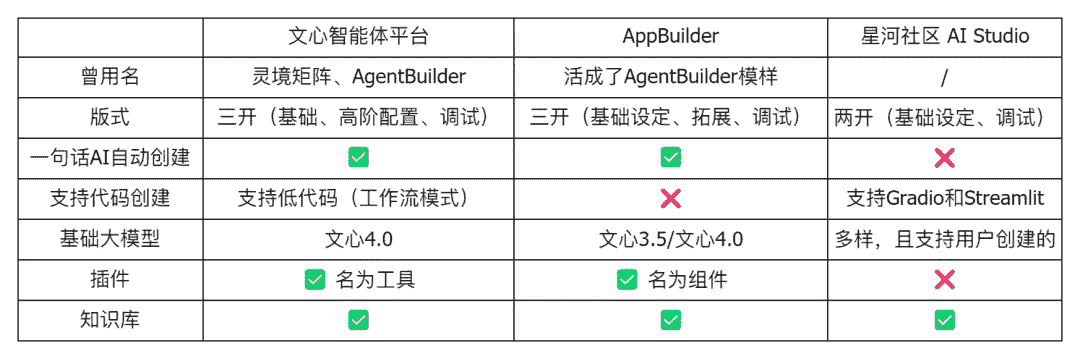 文心智能体平台 AppBuilder 星河社区 AI Studio
曾用名 灵境矩阵、AgentBuilder 活成了AgentBuilder模样 /
版式 三开（基础、高阶配置、调试） 三开（基础设定、拓展、调试） 两开（基础设定、调试）
一句话AI自动创建 ✅ ✅ ❌
支持代码创建 支持低代码（工作流模式） ❌ 支持Gradio和Streamlit
基础大模型 文心4.0 文心3.5/文心4.0 多样，且支持用户创建的
插件 ✅ 名为工具 ✅ 名为组件 ❌
知识库 ✅ ✅ ✅